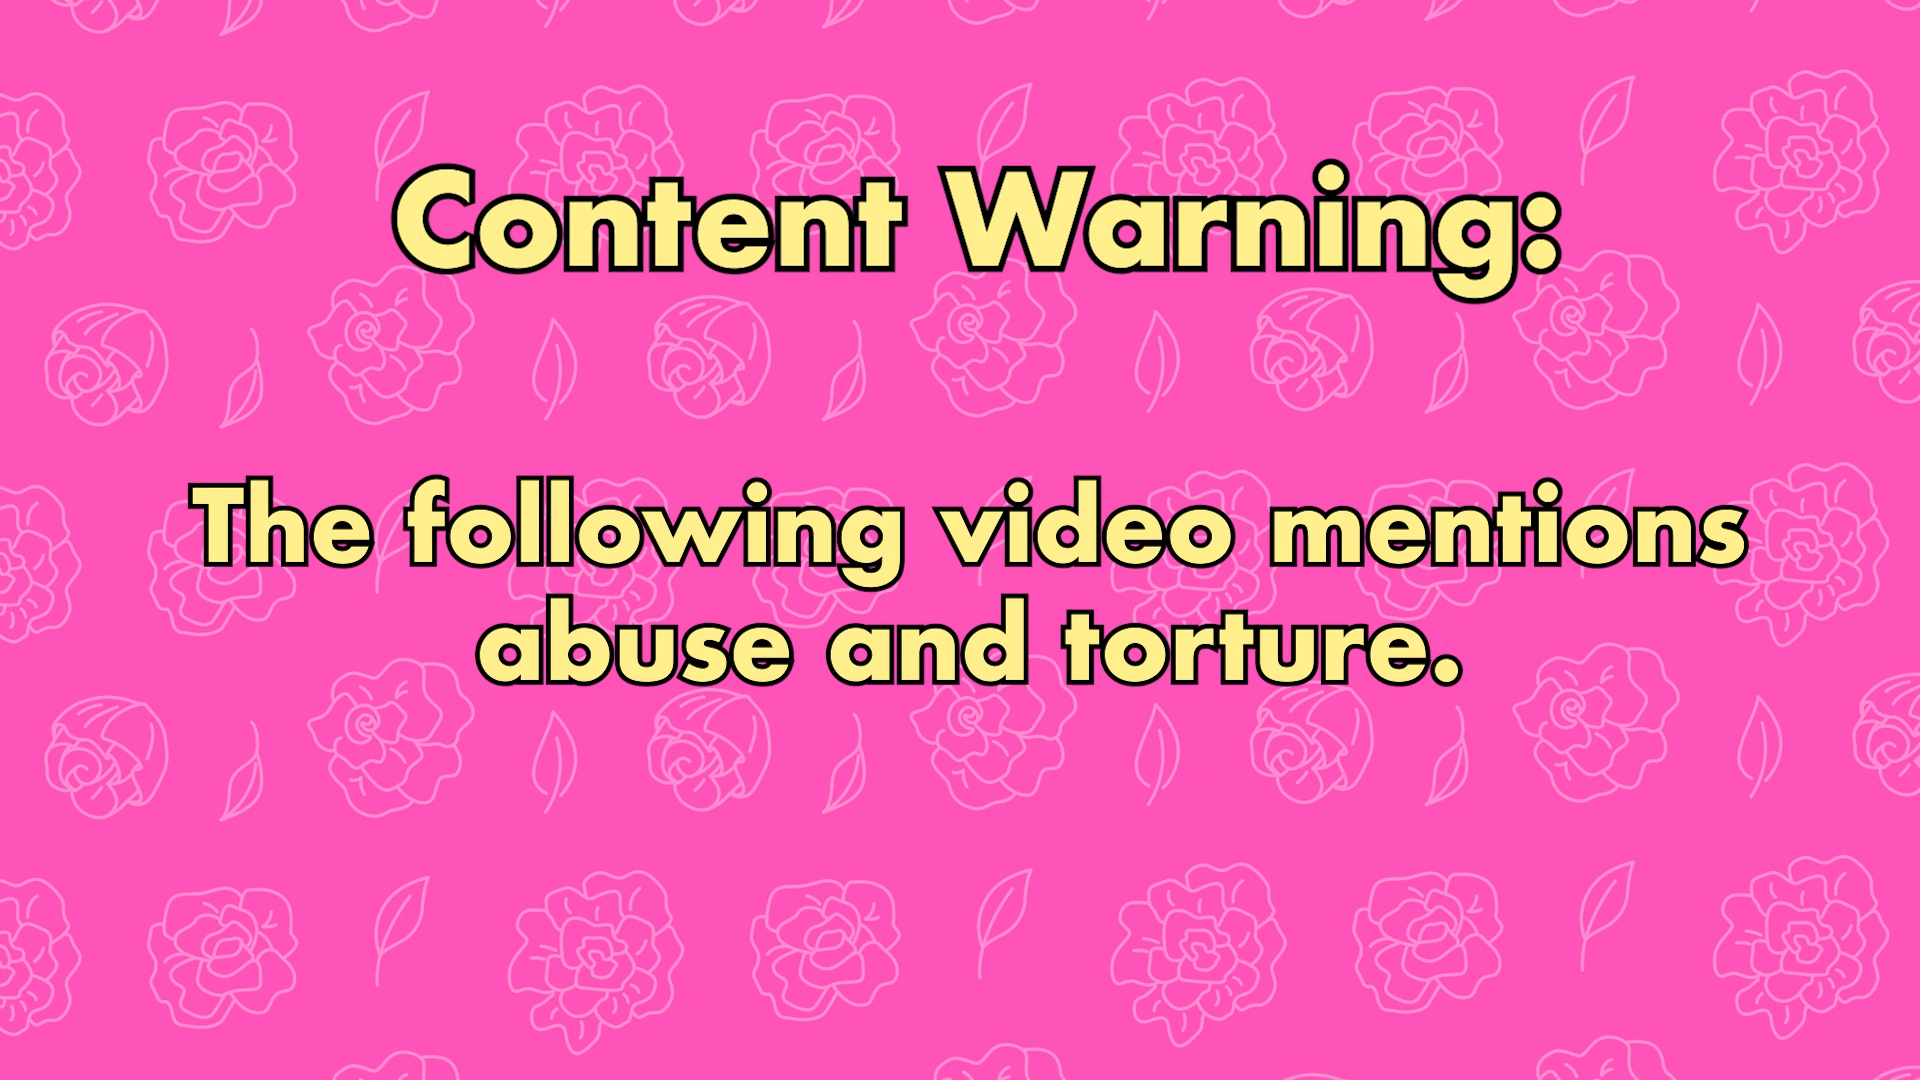 Content Warning:
The following video mentions
abuse and torture.